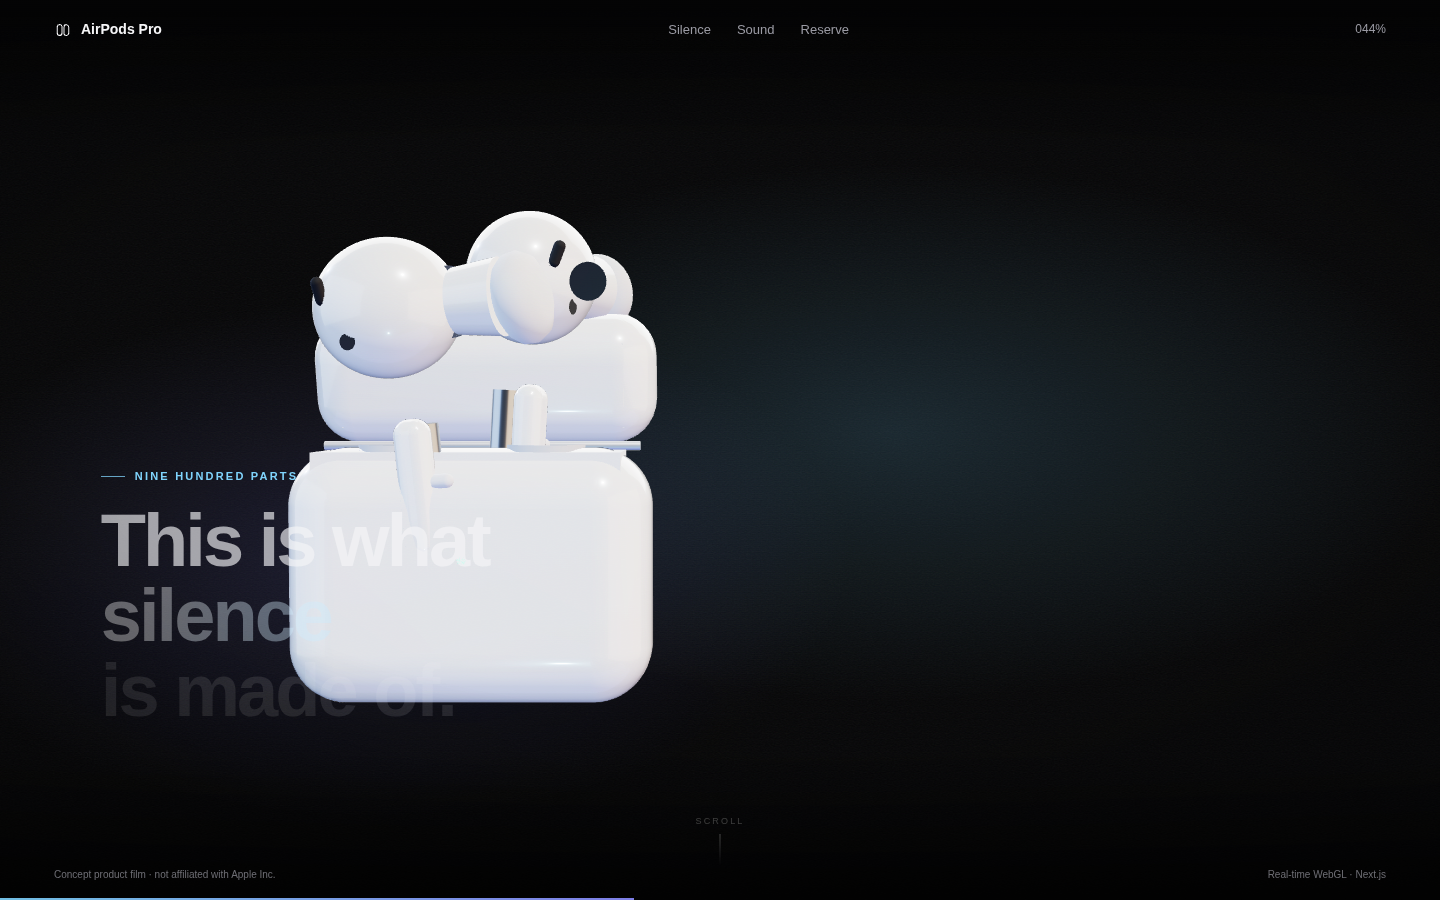 AirPods Pro
Silence
Sound
Reserve
044%
NINE HUNDRED PARTS
This is what
silence
is made of.
SCROLL
Concept product film · not affiliated with Apple Inc.
Real-time WebGL · Next.js